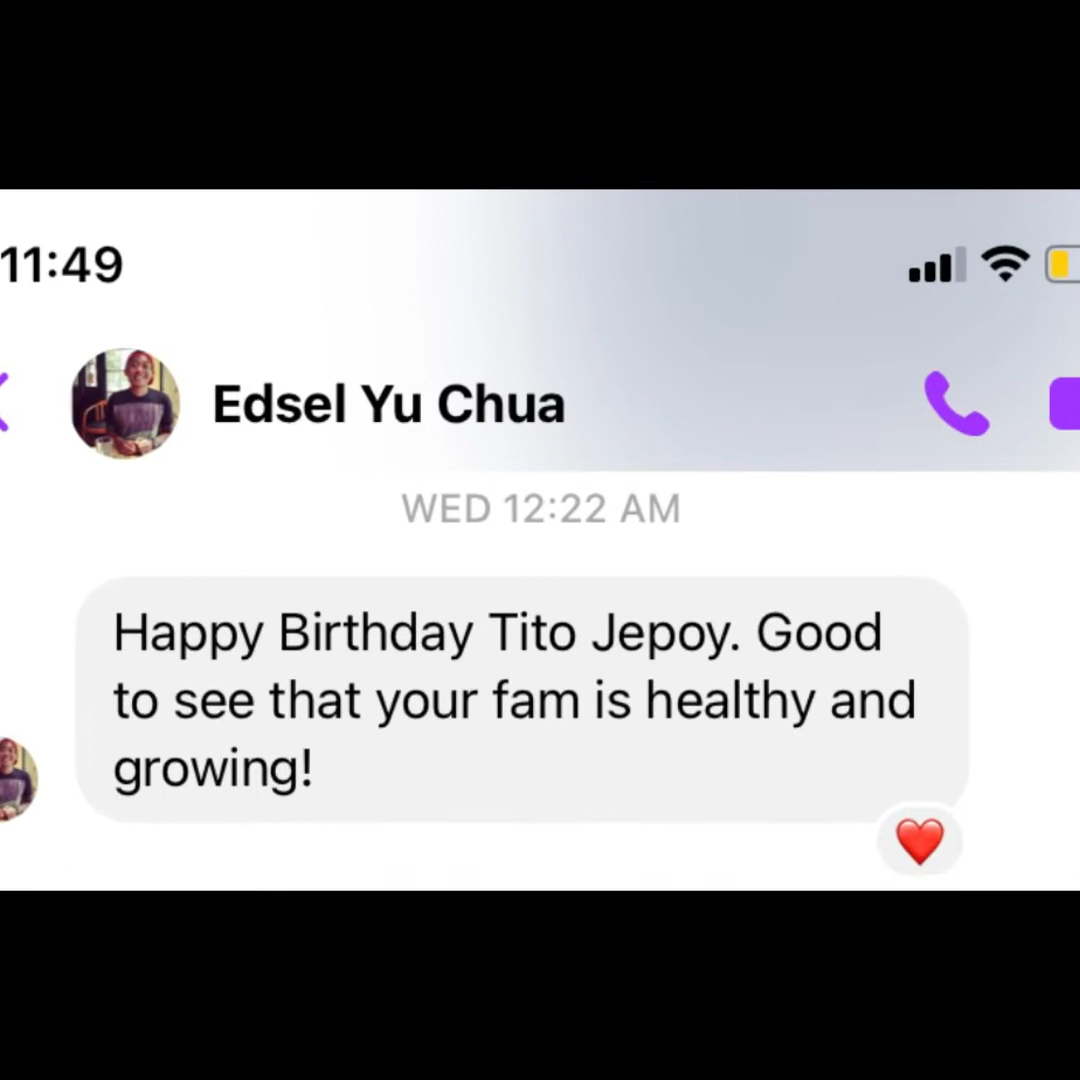 11:49
Edsel Yu Chua
WED 12:22 AM
Happy Birthday Tito Jepoy. Good
to see that your fam is healthy and
growing!